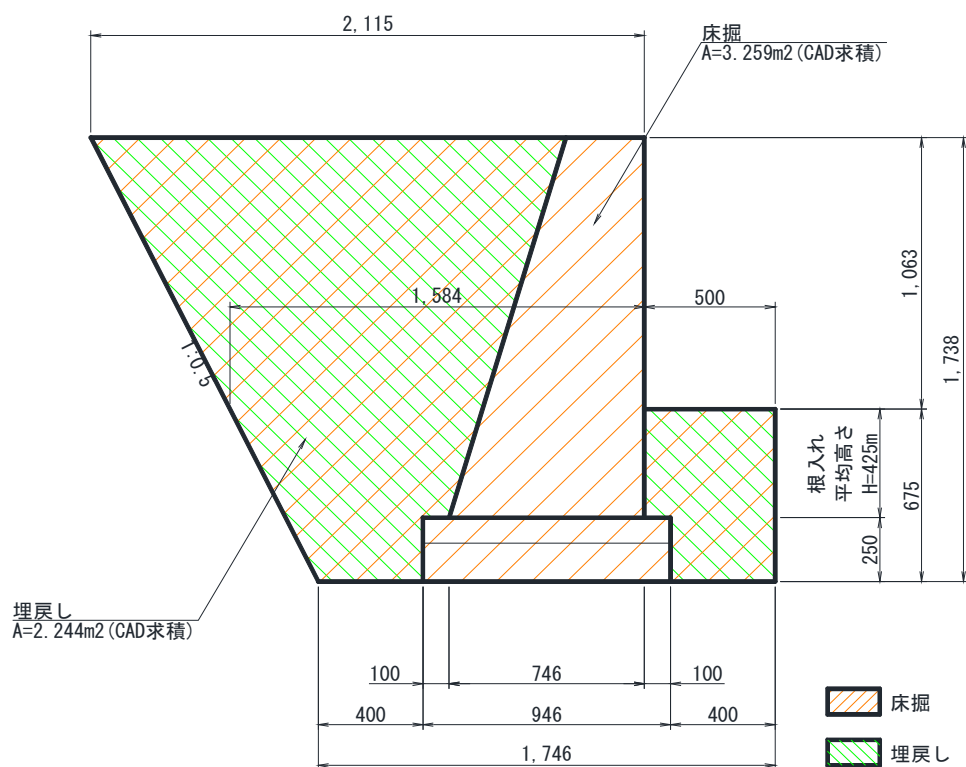 2,115
床掘
A=3.259m2(CAD求積)
1,584
500
1,063
1,738
1:0.5
根入れ
平均高さ
H=425m
675
250
埋戻し
A=2.244m2(CAD求積)
100
746
100
400
946
400
1,746
床掘
埋戻し